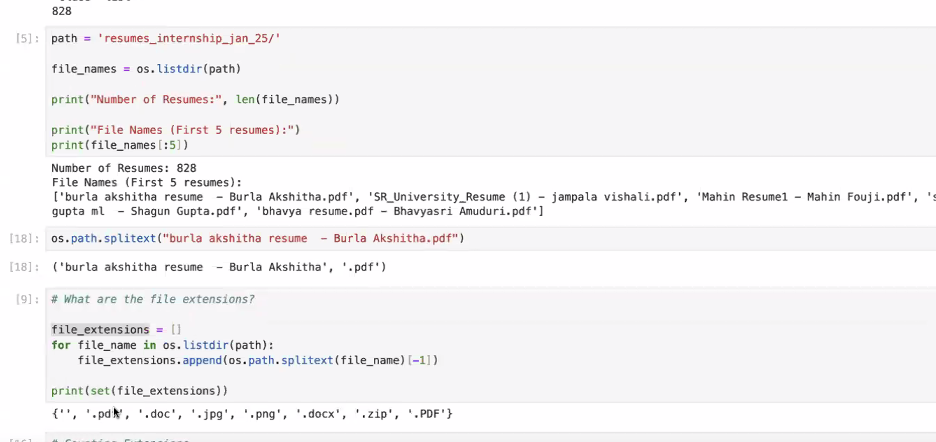 828
[5]: path = 'resumes_internship_jan_25/'
file_names = os.listdir(path)
print("Number of Resumes:", len(file_names))
print("File Names (First 5 resumes):")
print(file_names[:5])
Number of Resumes: 828
File Names (First 5 resumes):
['burla akshitha resume  - Burla Akshitha.pdf', 'SR_University_Resume (1) - jampala vishali.pdf', 'Mahin Resume1 - Mahin Fouji.pdf', 's
gupta ml  - Shagun Gupta.pdf', 'bhavya resume.pdf - Bhavyasri Amuduri.pdf']
[18]: os.path.splitext("burla akshitha resume  - Burla Akshitha.pdf")
[18]: ('burla akshitha resume  - Burla Akshitha', '.pdf')
[9]: # What are the file extensions?
file_extensions = []
for file_name in os.listdir(path):
    file_extensions.append(os.path.splitext(file_name)[-1])
print(set(file_extensions))
{'', '.pdf', '.doc', '.jpg', '.png', '.docx', '.zip', '.PDF'}